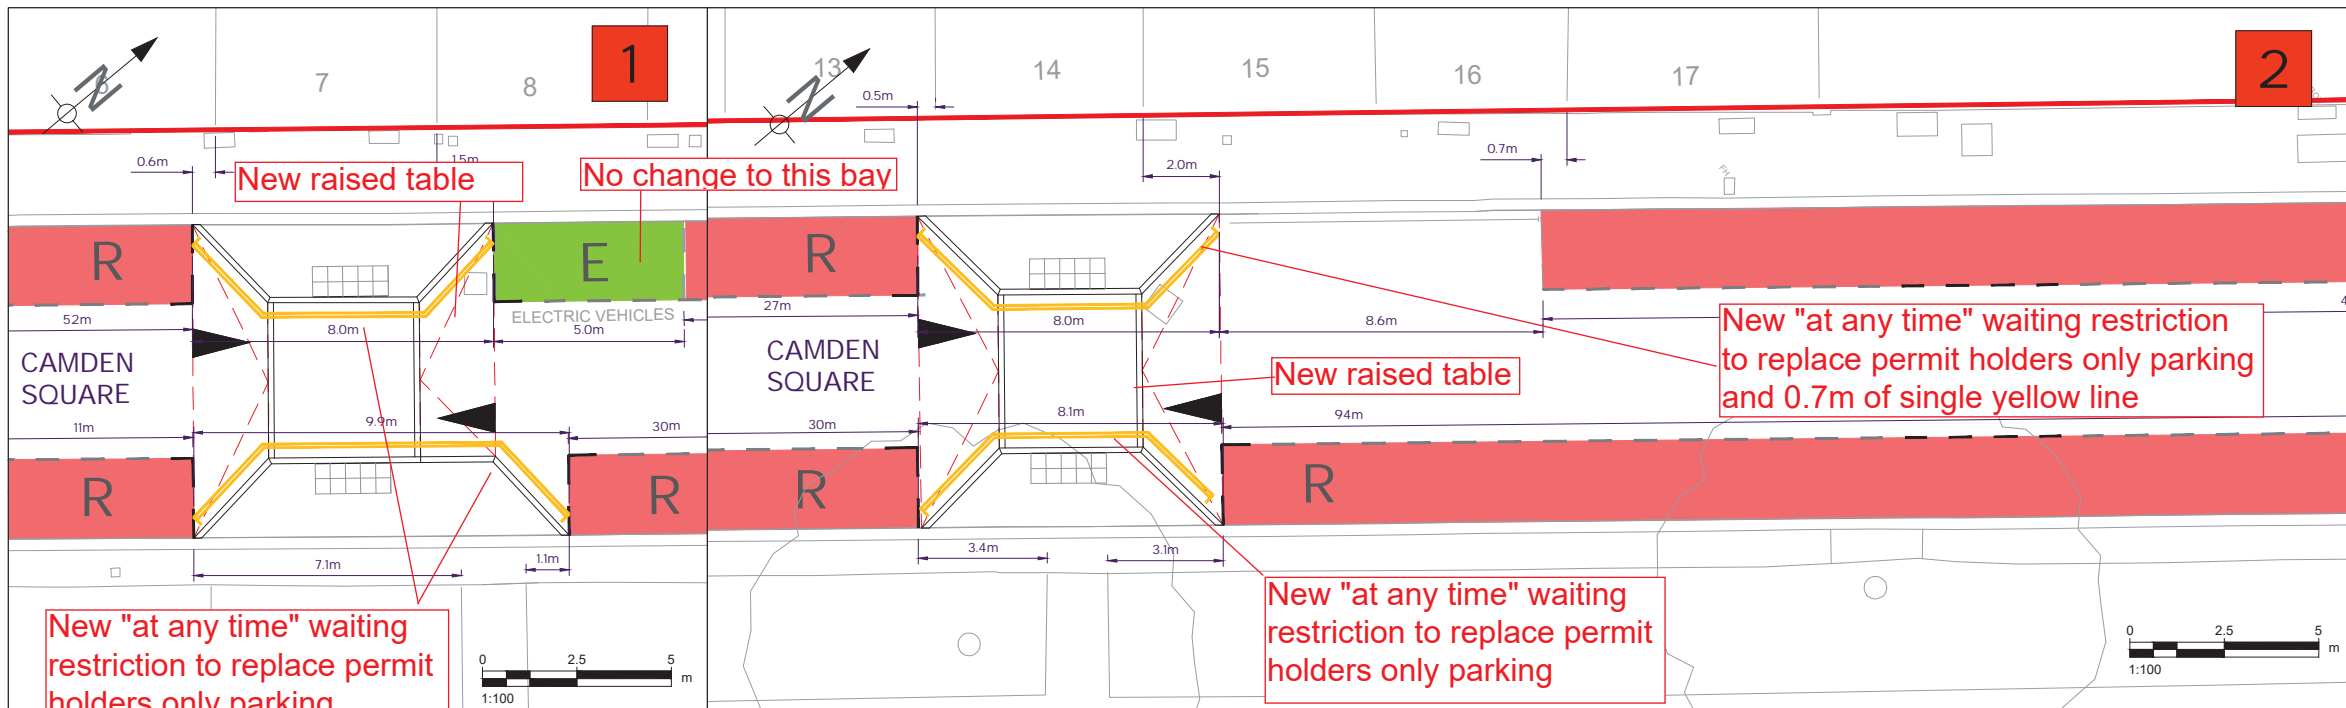 1
6
7
8
N
0.6m
1.5m
New raised table
No change to this bay
R
E
52m
8.0m
ELECTRIC VEHICLES
5.0m
CAMDEN
SQUARE
11m
9.9m
30m
R
R
7.1m
1.1m
New "at any time" waiting
restriction to replace permit
holders only parking
0 2.5 5
m
1:100
2
13
14
15
16
17
N
0.5m
2.0m
0.7m
FH
R
27m
8.0m
8.6m
4
CAMDEN
SQUARE
New raised table
New "at any time" waiting restriction
to replace permit holders only parking
and 0.7m of single yellow line
30m
8.1m
94m
R
R
3.4m
3.1m
New "at any time" waiting
restriction to replace permit
holders only parking
0 2.5 5
m
1:100